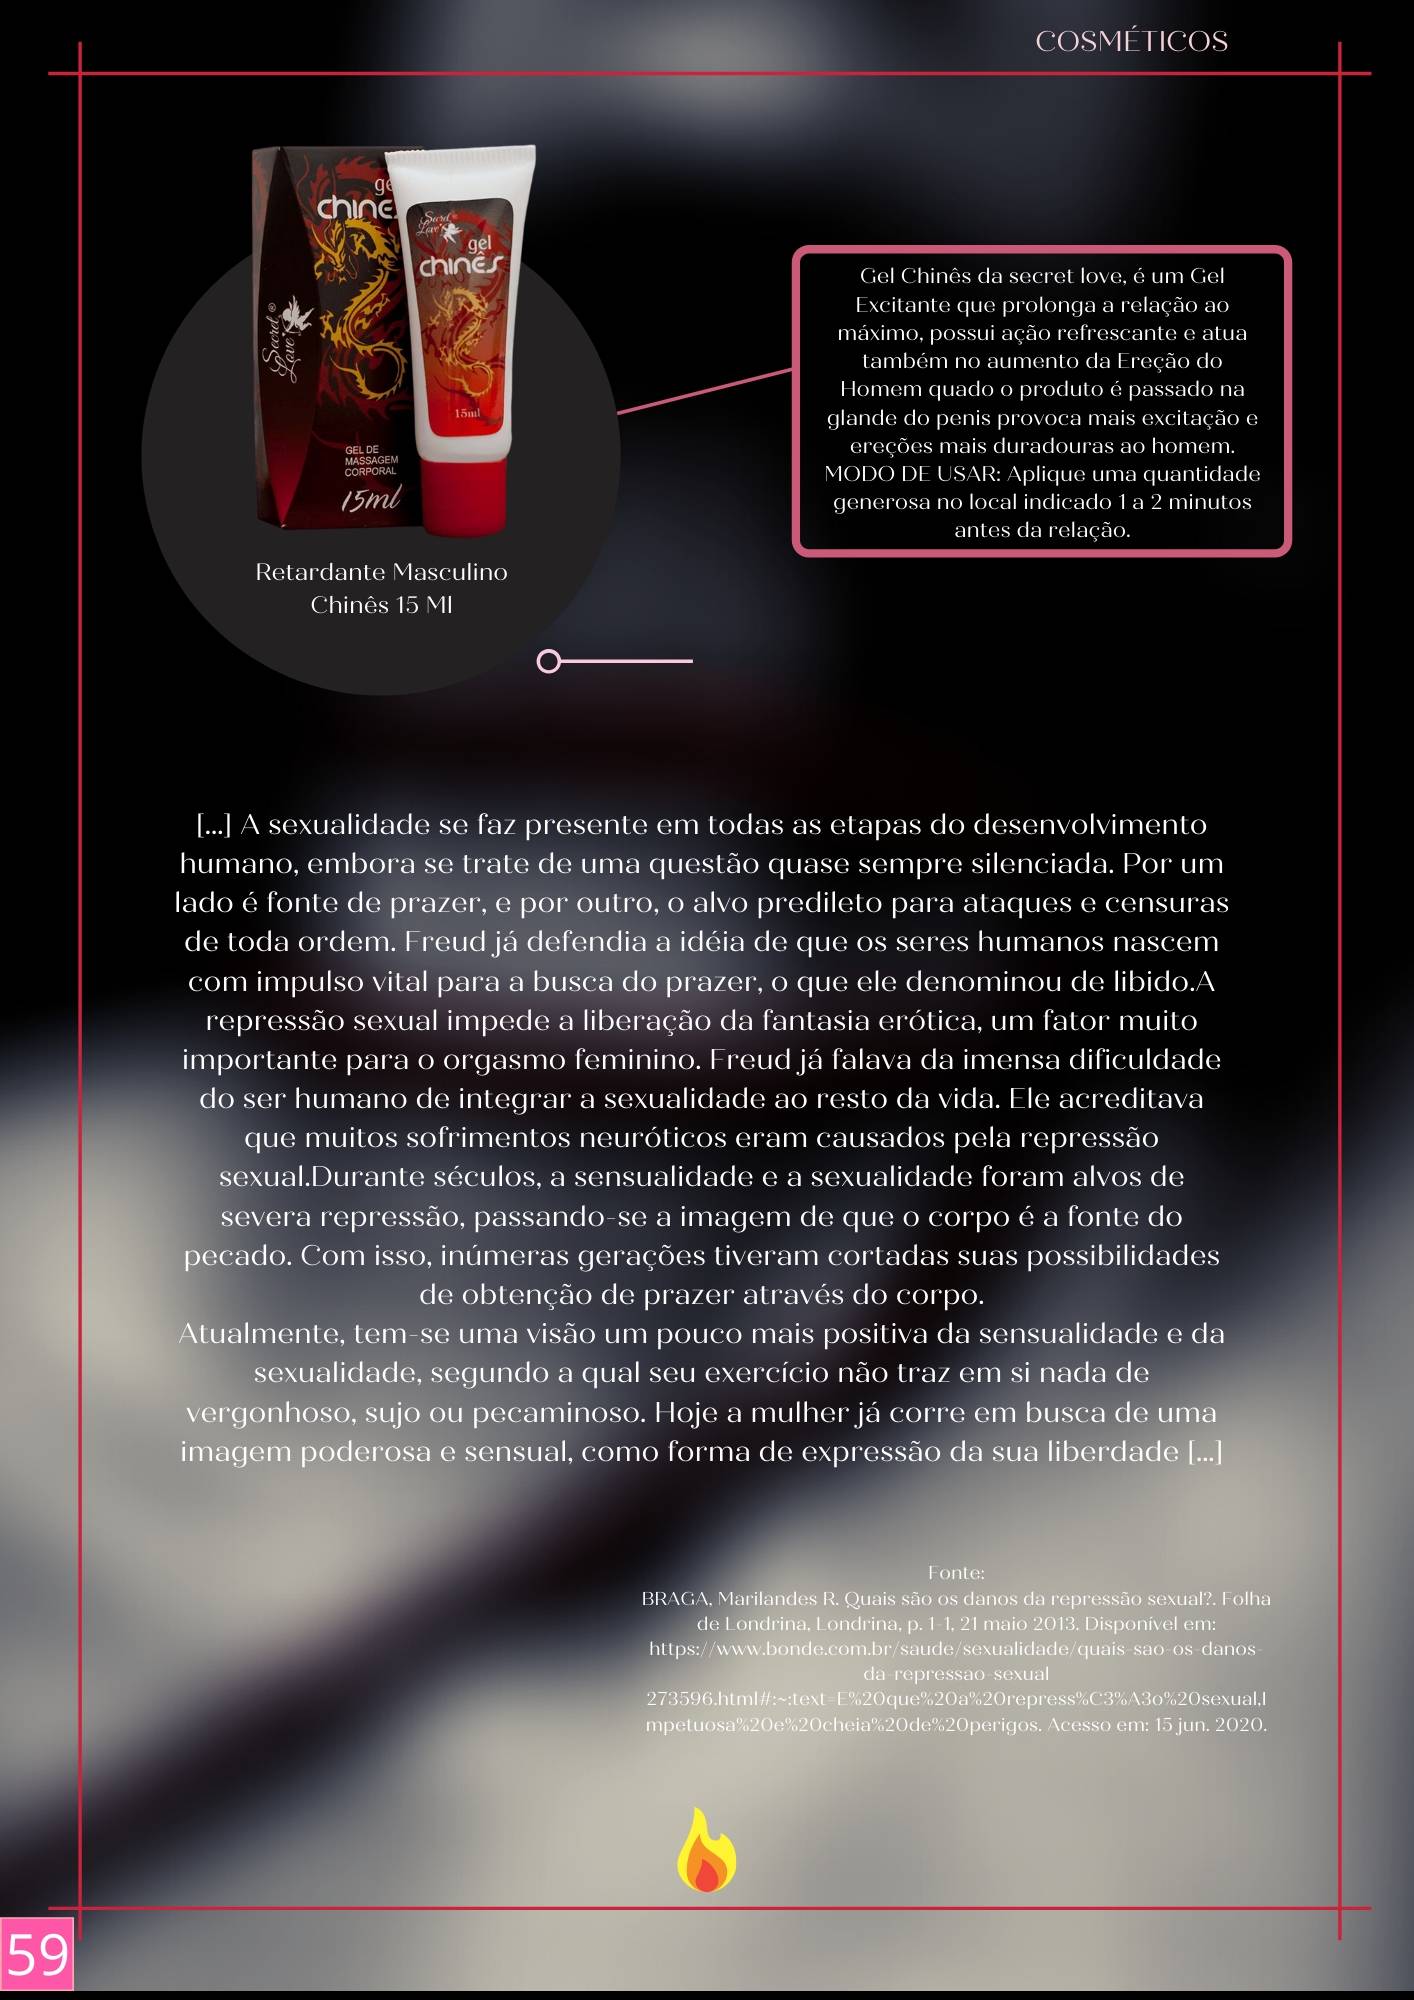 COSMÉTICOS
gel
chinês
Secret
Love's
GEL DE
MASSAGEM
CORPORAL
15ml
Secret
Love's
gel
chinês
15ml
Retardante Masculino
Chinês 15 Ml
Gel Chinês da secret love, é um Gel
Excitante que prolonga a relação ao
máximo, possui ação refrescante e atua
também no aumento da Ereção do
Homem quado o produto é passado na
glande do penis provoca mais excitação e
ereções mais duradouras ao homem.
MODO DE USAR: Aplique uma quantidade
generosa no local indicado 1 a 2 minutos
antes da relação.
[...] A sexualidade se faz presente em todas as etapas do desenvolvimento
humano, embora se trate de uma questão quase sempre silenciada. Por um
lado é fonte de prazer, e por outro, o alvo predileto para ataques e censuras
de toda ordem. Freud já defendia a idéia de que os seres humanos nascem
com impulso vital para a busca do prazer, o que ele denominou de libido.A
repressão sexual impede a liberação da fantasia erótica, um fator muito
importante para o orgasmo feminino. Freud já falava da imensa dificuldade
do ser humano de integrar a sexualidade ao resto da vida. Ele acreditava
que muitos sofrimentos neuróticos eram causados pela repressão
sexual.Durante séculos, a sensualidade e a sexualidade foram alvos de
severa repressão, passando-se a imagem de que o corpo é a fonte do
pecado. Com isso, inúmeras gerações tiveram cortadas suas possibilidades
de obtenção de prazer através do corpo.
Atualmente, tem-se uma visão um pouco mais positiva da sensualidade e da
sexualidade, segundo a qual seu exercício não traz em si nada de
vergonhoso, sujo ou pecaminoso. Hoje a mulher já corre em busca de uma
imagem poderosa e sensual, como forma de expressão da sua liberdade [...]
Fonte:
BRAGA, Marilandes R. Quais são os danos da repressão sexual?. Folha
de Londrina, Londrina, p. 1-1, 21 maio 2013. Disponível em:
https://www.bonde.com.br/saude/sexualidade/quais-sao-os-danos-
da-repressao-sexual
273596.html#:~:text=E%20que%20a%20repress%C3%A3o%20sexual,I
mpetuosa%20e%20cheia%20de%20perigos. Acesso em: 15 jun. 2020.
59